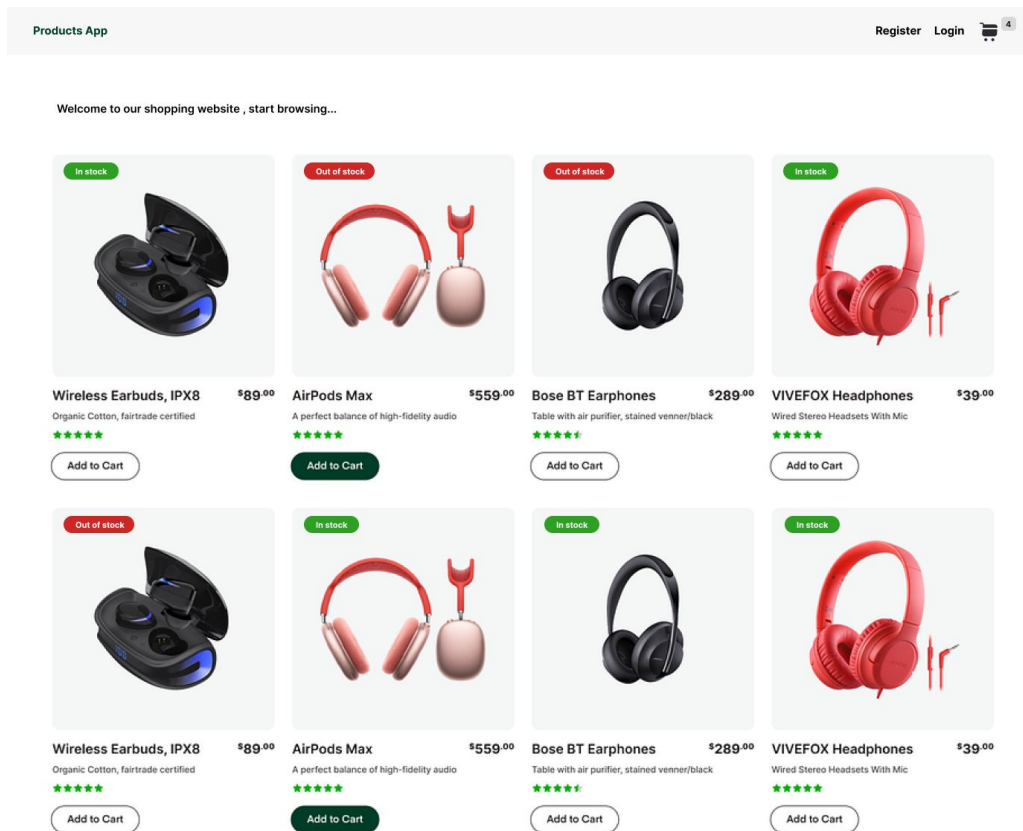 Products App
Register Login 4
Welcome to our shopping website , start browsing...
In stock
Out of stock
Out of stock
In stock
Wireless Earbuds, IPX8 $89.00
AirPods Max $559.00
Bose BT Earphones $289.00
VIVEFOX Headphones $39.00
Organic Cotton, fairtrade certified
A perfect balance of high-fidelity audio
Table with air purifier, stained venner/black
Wired Stereo Headsets With Mic
Add to Cart
Add to Cart
Add to Cart
Add to Cart
Out of stock
In stock
In stock
In stock
Wireless Earbuds, IPX8 $89.00
AirPods Max $559.00
Bose BT Earphones $289.00
VIVEFOX Headphones $39.00
Organic Cotton, fairtrade certified
A perfect balance of high-fidelity audio
Table with air purifier, stained venner/black
Wired Stereo Headsets With Mic
Add to Cart
Add to Cart
Add to Cart
Add to Cart